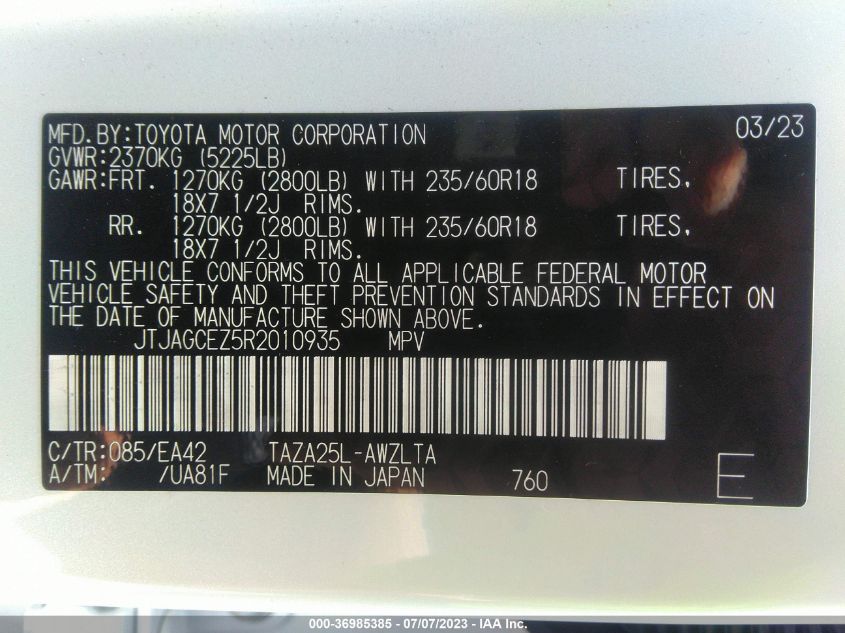 MFD.BY:TOYOTA MOTOR CORPORATION 03/23
GVWR:2370KG (5225LB)
GAWR:FRT. 1270KG (2800LB) WITH 235/60R18 TIRES,
18X7 1/2J RIMS.
RR. 1270KG (2800LB) WITH 235/60R18 TIRES,
18X7 1/2J RIMS.
THIS VEHICLE CONFORMS TO ALL APPLICABLE FEDERAL MOTOR
VEHICLE SAFETY AND THEFT PREVENTION STANDARDS IN EFFECT ON
THE DATE OF MANUFACTURE SHOWN ABOVE.
JTJAGCEZ5R2010935 MPV
C/TR:085/EA42 TAZA25L-AWZLTA
A/TM: /UA81F MADE IN JAPAN 760 E
000-36985385 - 07/07/2023 - IAA Inc.